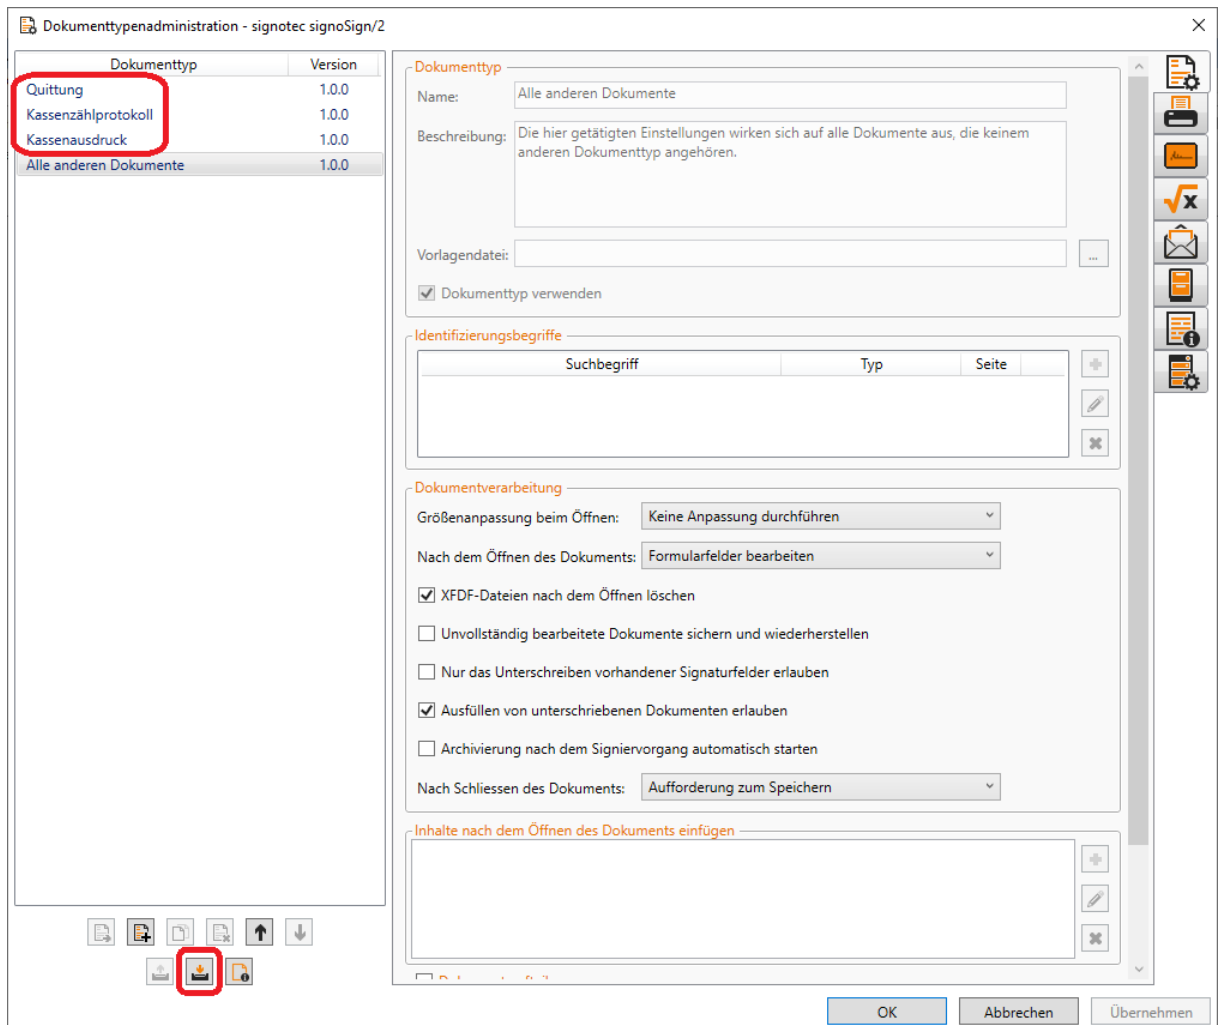 Dokumenttypenadministration - signotec signoSign/2
Dokumenttyp Version
Quittung 1.0.0
Kassenzählprotokoll 1.0.0
Kassenausdruck 1.0.0
Alle anderen Dokumente 1.0.0
Dokumenttyp
Name: Alle anderen Dokumente
Beschreibung: Die hier getätigten Einstellungen wirken sich auf alle Dokumente aus, die keinem
anderen Dokumenttyp angehören.
Vorlagendatei: ...
Dokumenttyp verwenden
Identifizierungsbegriffe
Suchbegriff Typ Seite
Dokumentverarbeitung
Größenanpassung beim Öffnen: Keine Anpassung durchführen
Nach dem Öffnen des Dokuments: Formularfelder bearbeiten
XFDF-Dateien nach dem Öffnen löschen
Unvollständig bearbeitete Dokumente sichern und wiederherstellen
Nur das Unterschreiben vorhandener Signaturfelder erlauben
Ausfüllen von unterschriebenen Dokumenten erlauben
Archivierung nach dem Signiervorgang automatisch starten
Nach Schliessen des Dokuments: Aufforderung zum Speichern
Inhalte nach dem Öffnen des Dokuments einfügen
OK Abbrechen Übernehmen